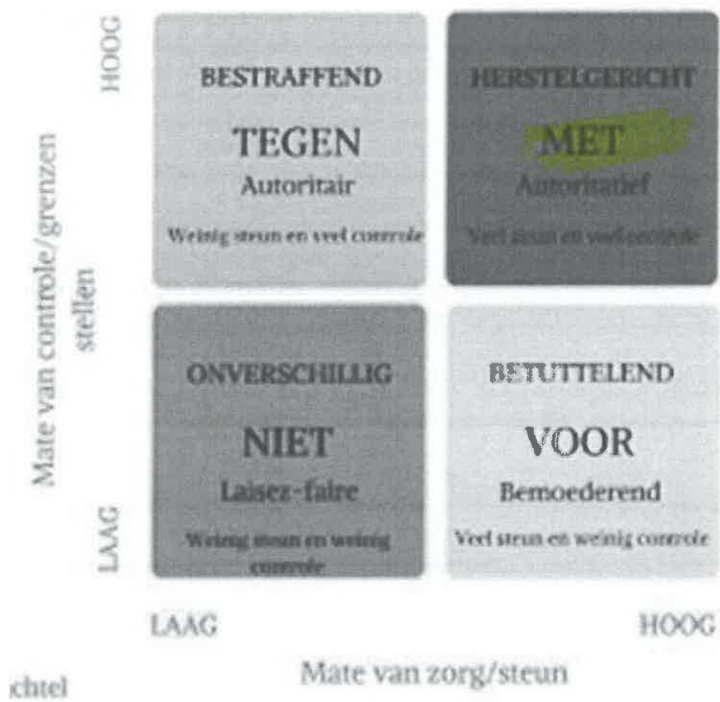 HOOG
Mate van controle/grenzen
stellen
LAAG
BESTRAFFEND
TEGEN
Autoritair
Weinig steun en veel controle
HERSTELGERICHT
MET
Autoritatief
Veel steun en veel controle
ONVERSCHILLIG
NIET
Laisez-faire
Weinig steun en weinig
controle
BETUTTELEND
VOOR
Bemoederend
Veel steun en weinig controle
LAAG
HOOG
Mate van zorg/steun
chtel